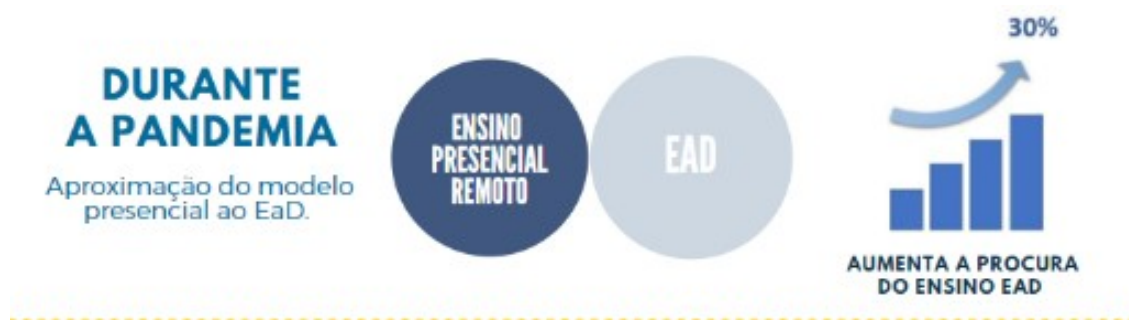 DURANTE
A PANDEMIA
Aproximação do modelo
presencial ao EaD.
ENSINO
PRESENCIAL
REMOTO
EAD
30%
AUMENTA A PROCURA
DO ENSINO EAD